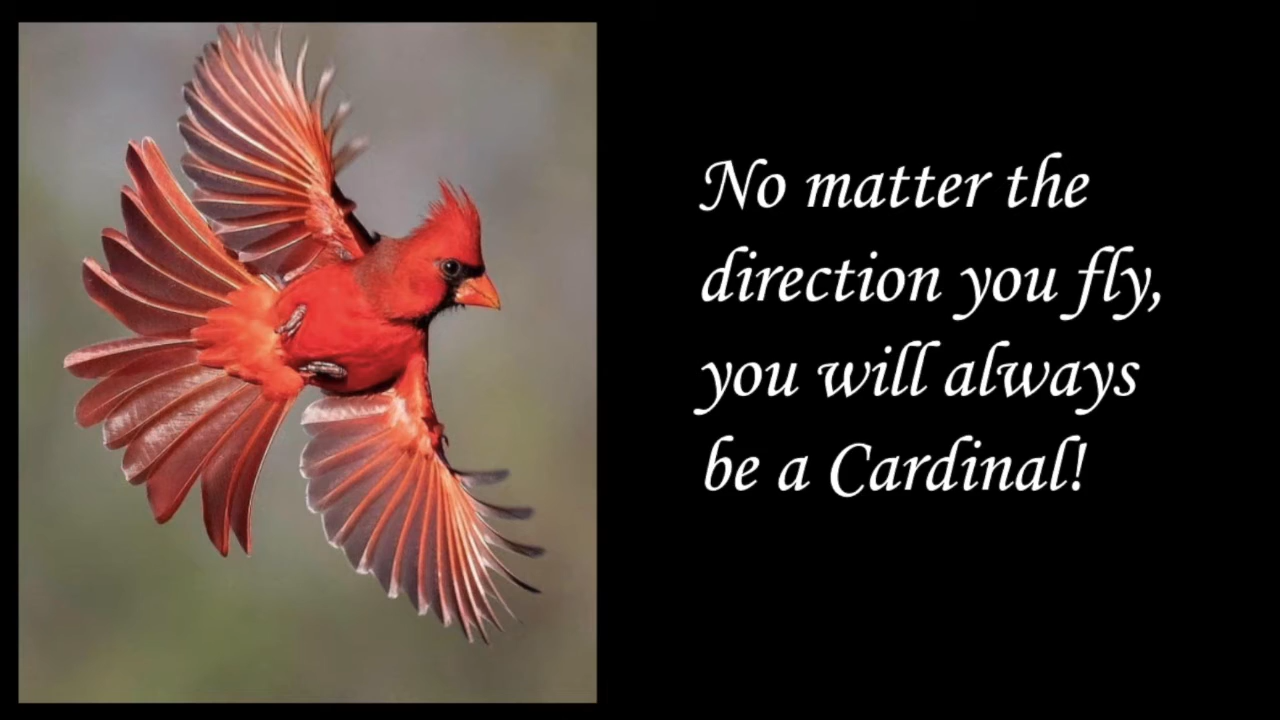 No matter the
direction you fly,
you will always
be a Cardinal!